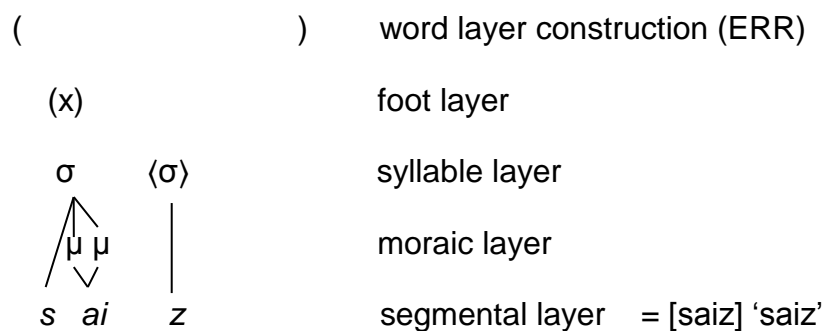 ( ) word layer construction (ERR)
(x) foot layer
σ ⟨σ⟩ syllable layer
μ μ moraic layer
s ai z segmental layer = [saiz] ‘saiz’